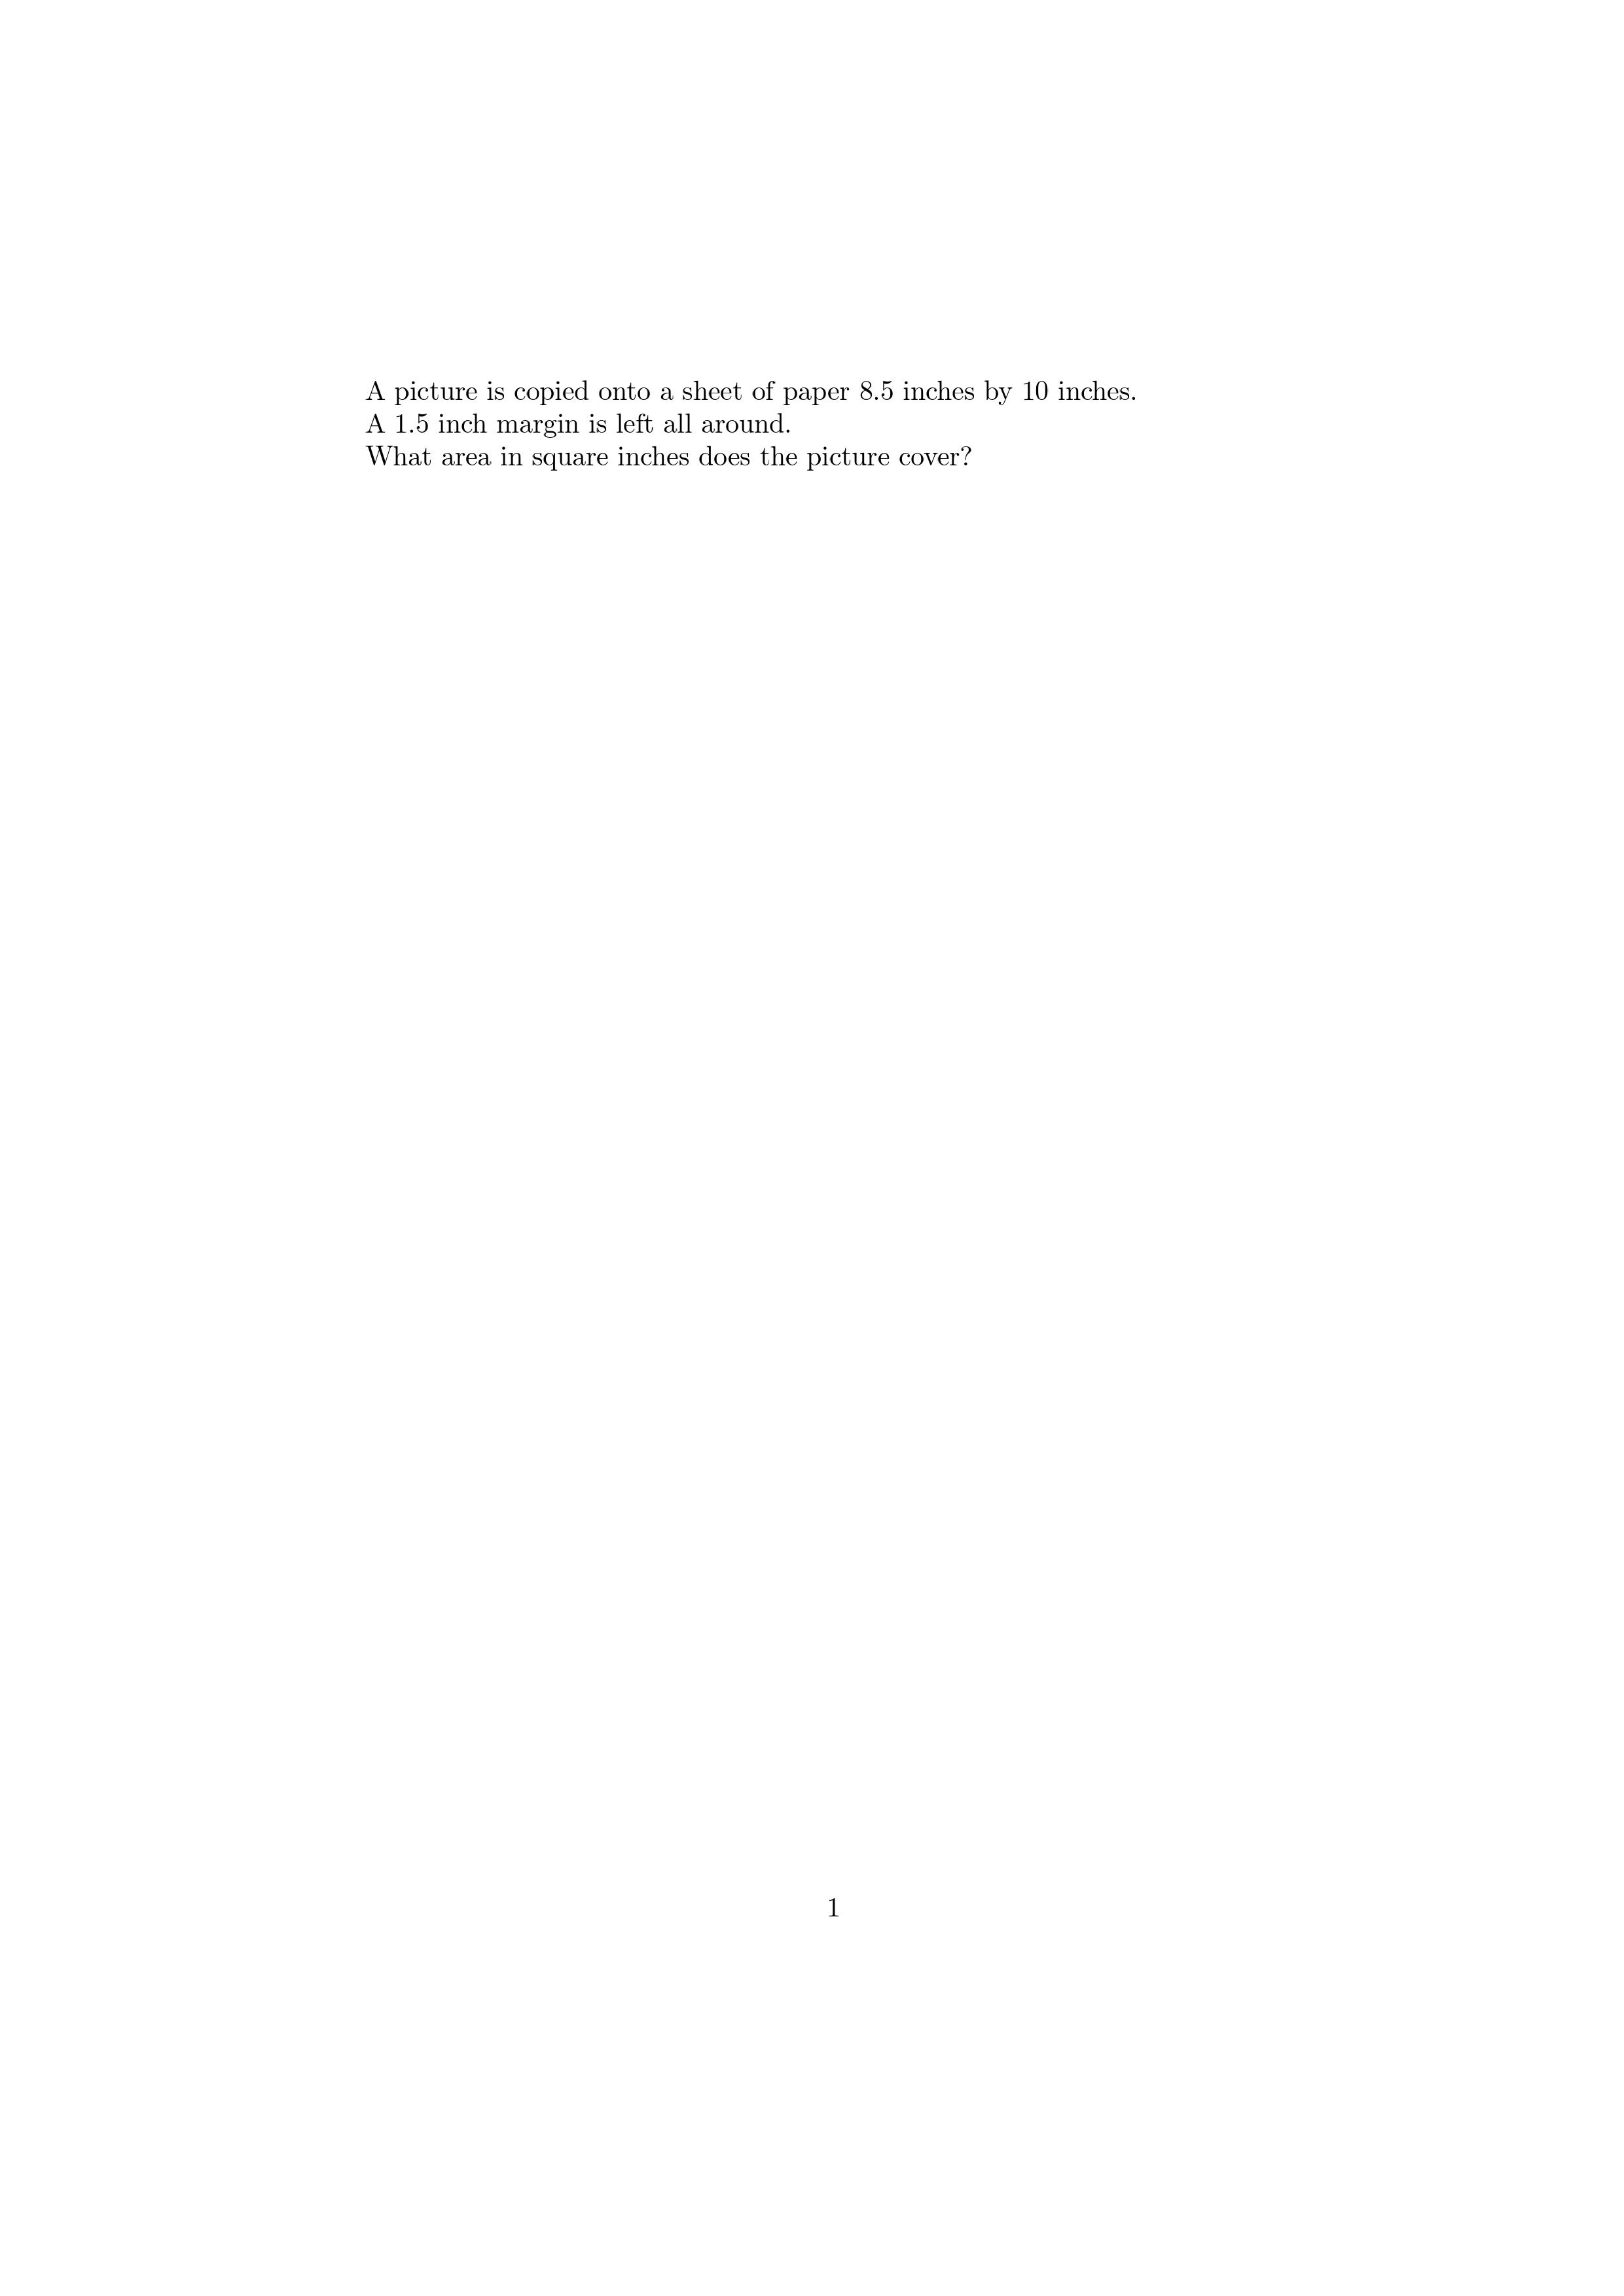 A picture is copied onto a sheet of paper 8.5 inches by 10 inches.
A 1.5 inch margin is left all around.
What area in square inches does the picture cover?
1